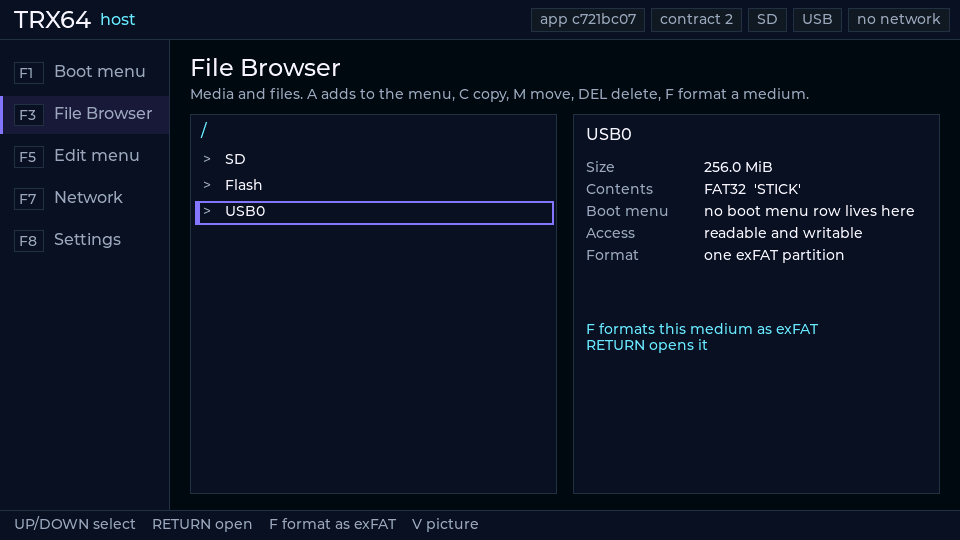 TRX64 host
app c721bc07 contract 2 SD USB no network
F1 Boot menu
F3 File Browser
F5 Edit menu
F7 Network
F8 Settings
File Browser
Media and files. A adds to the menu, C copy, M move, DEL delete, F format a medium.
/
> SD
> Flash
> USB0
USB0
Size 256.0 MiB
Contents FAT32 'STICK'
Boot menu no boot menu row lives here
Access readable and writable
Format one exFAT partition
F formats this medium as exFAT
RETURN opens it
UP/DOWN select RETURN open F format as exFAT V picture